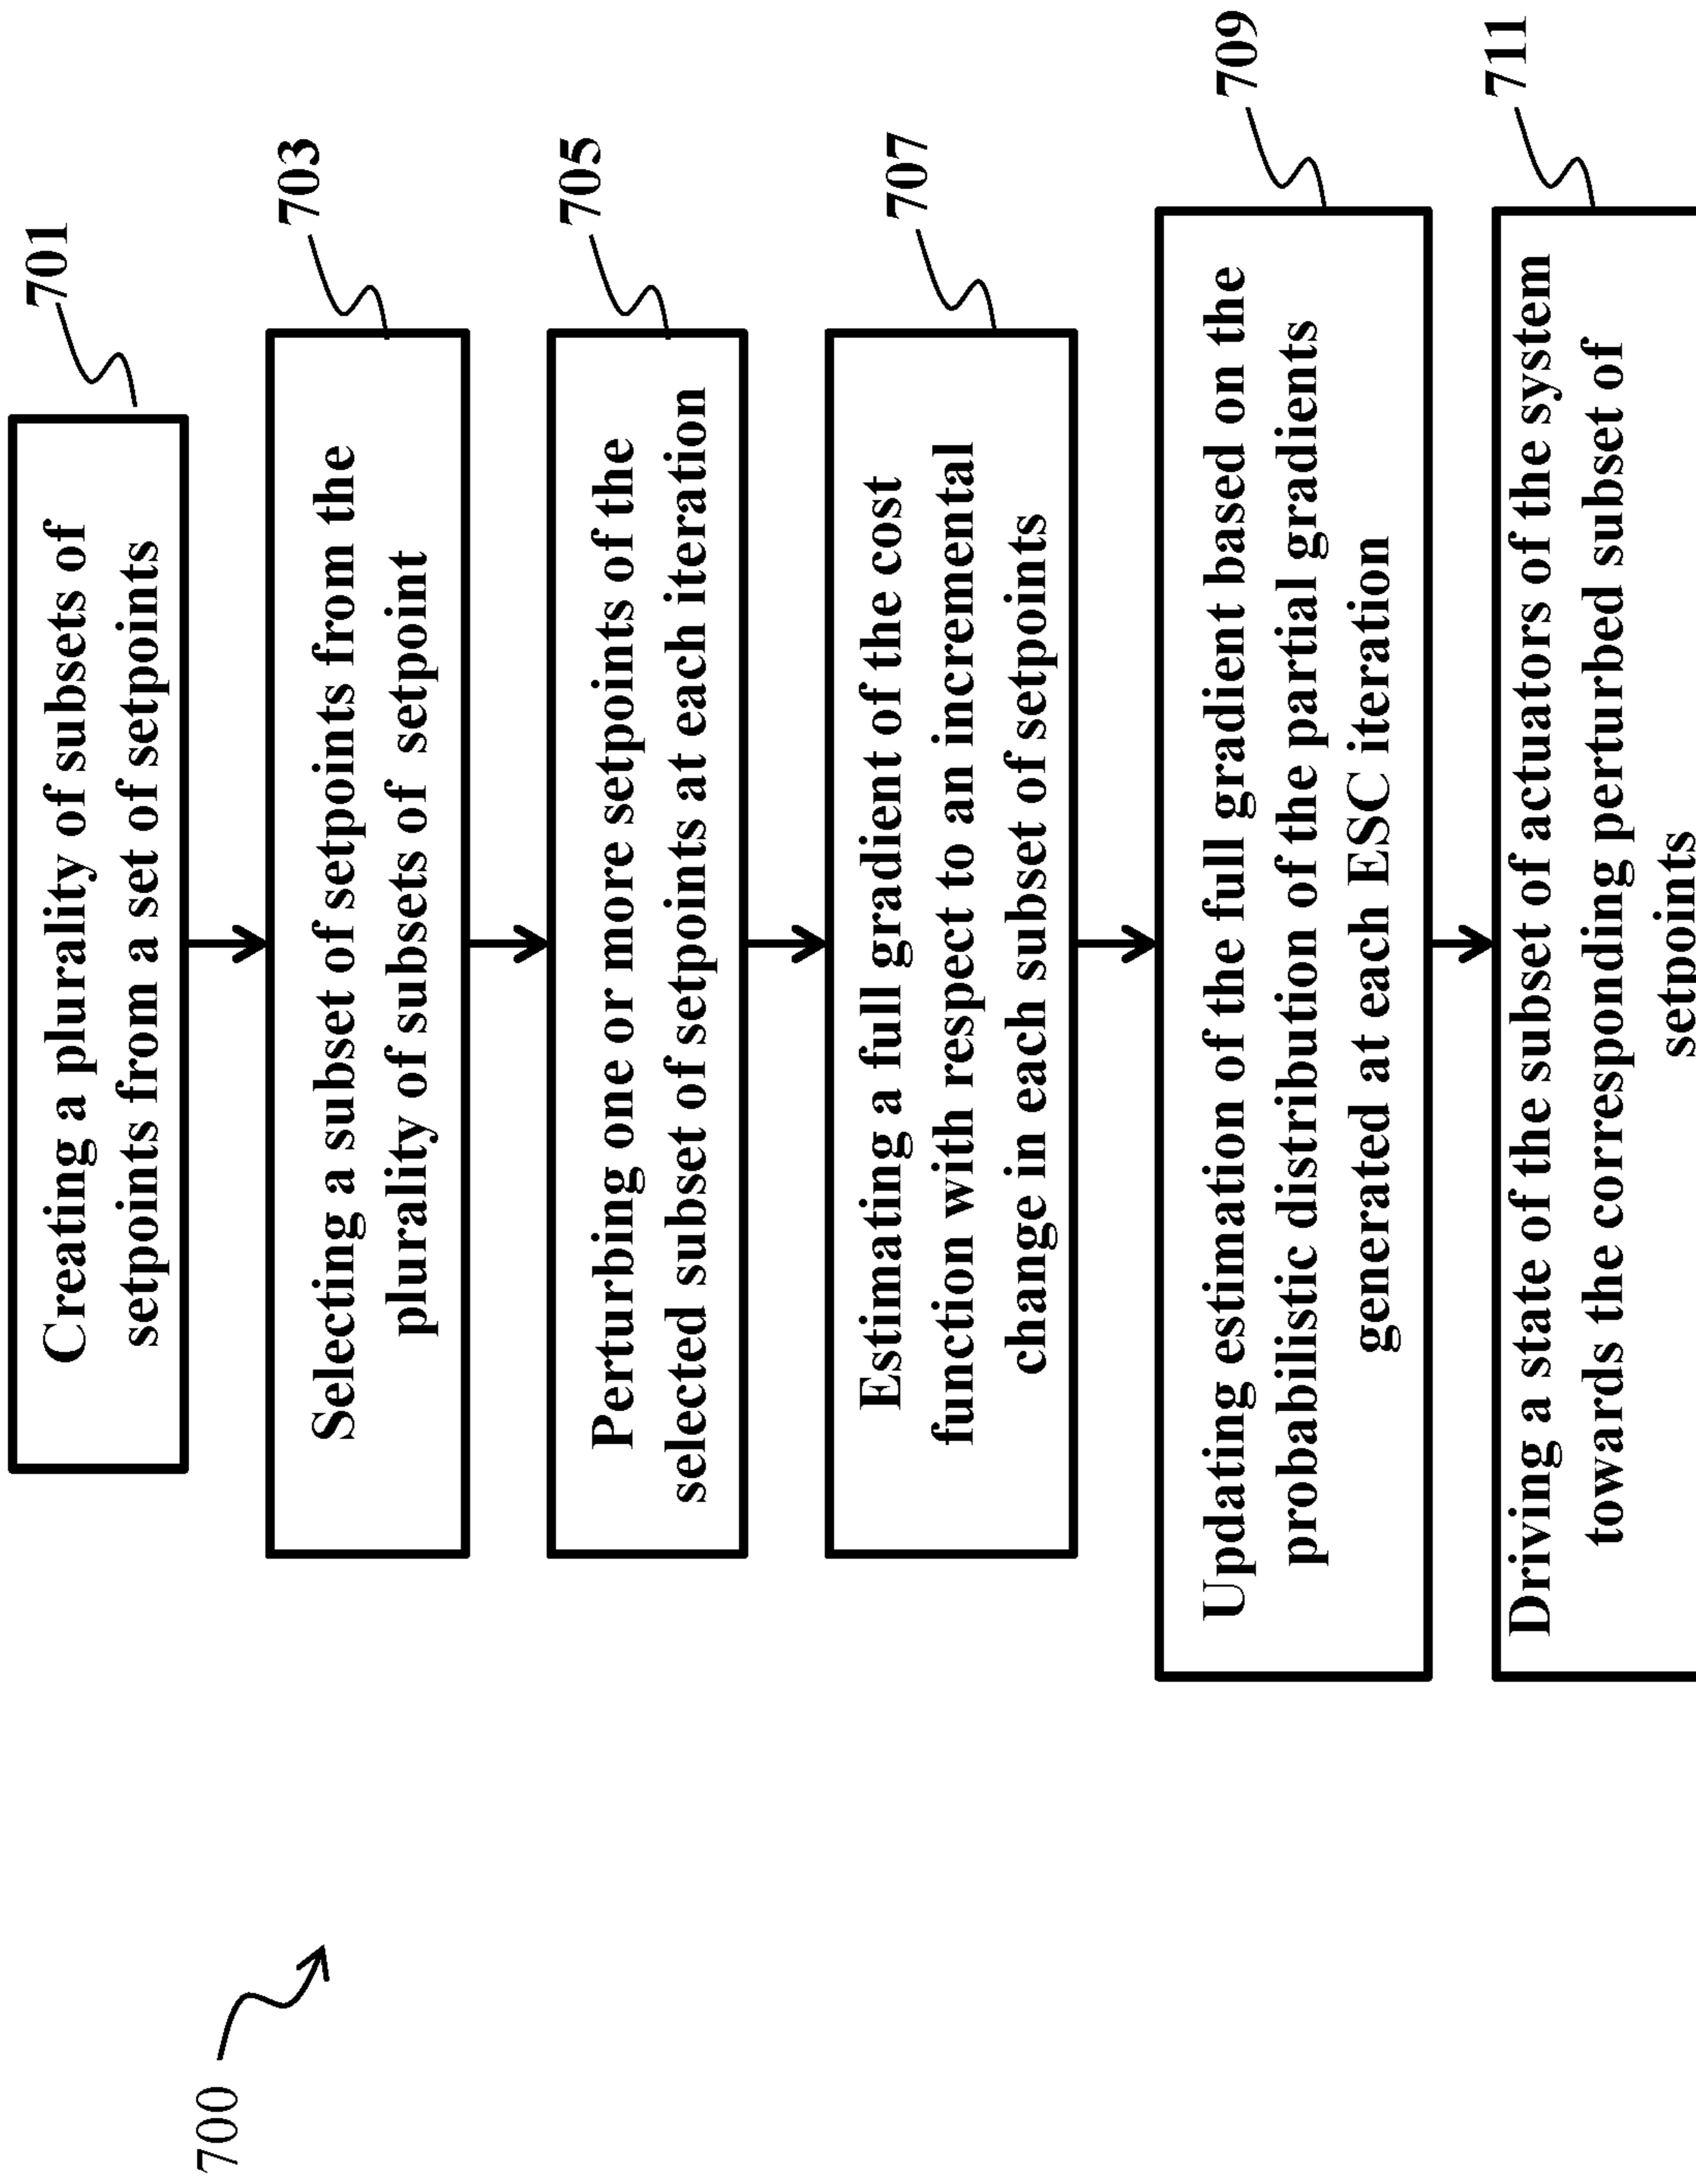 700
701
Creating a plurality of subsets of
setpoints from a set of setpoints
703
Selecting a subset of setpoints from the
plurality of subsets of setpoint
705
Perturbing one or more setpoints of the
selected subset of setpoints at each iteration
707
Estimating a full gradient of the cost
function with respect to an incremental
change in each subset of setpoints
709
Updating estimation of the full gradient based on the
probabilistic distribution of the partial gradients
generated at each ESC iteration
711
Driving a state of the subset of actuators of the system
towards the corresponding perturbed subset of
setpoints